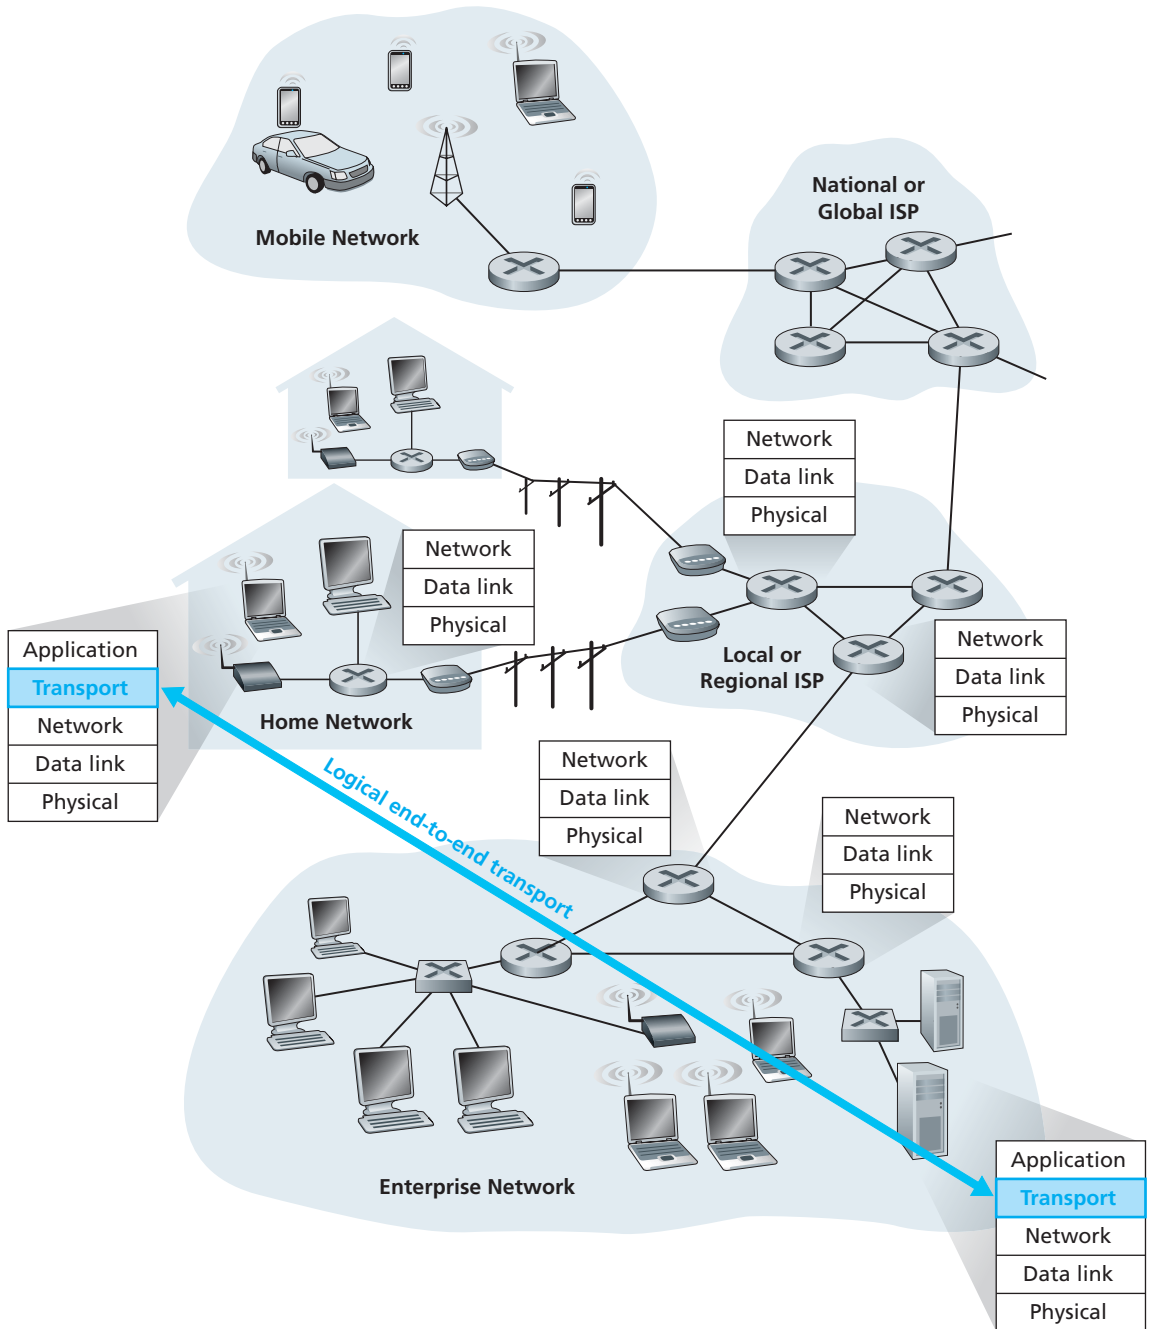 National or
Global ISP
Mobile Network
Network
Data link
Physical
Network
Data link
Physical
Application
Transport
Network
Data link
Physical
Home Network
Local or
Regional ISP
Network
Data link
Physical
Network
Data link
Physical
Logical end-to-end transport
Network
Data link
Physical
Enterprise Network
Application
Transport
Network
Data link
Physical